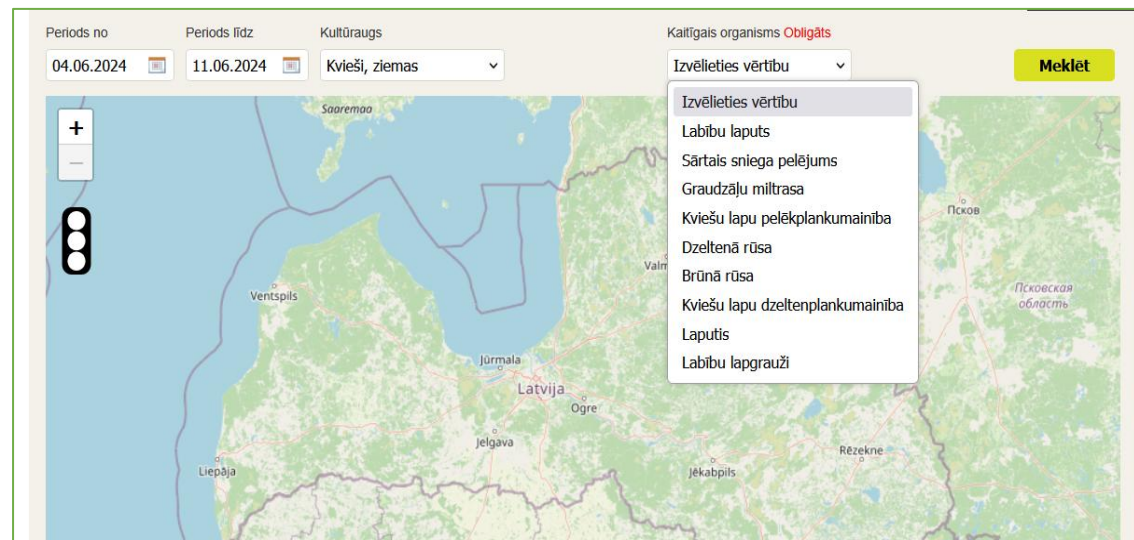 Periods no Periods līdz Kultūraugs Kaitīgais organisms Obligāts
04.06.2024 11.06.2024 Kvieši, ziemas Izvēlieties vērtību Meklēt
Izvēlieties vērtību
Labību laputs
Sārtais sniega pelējums
Graudzāļu miltrasa
Kviešu lapu pelēkplankumainība
Dzeltenā rūsa
Brūnā rūsa
Kviešu lapu dzeltenplankumainība
Laputis
Labību lapgrauži
+
−
Saaremaa
Псков
Valm
Ventspils
Псковская
область
Jūrmala
Latvija
Ogre
Jelgava
Rēzekne
Liepāja
Jēkabpils